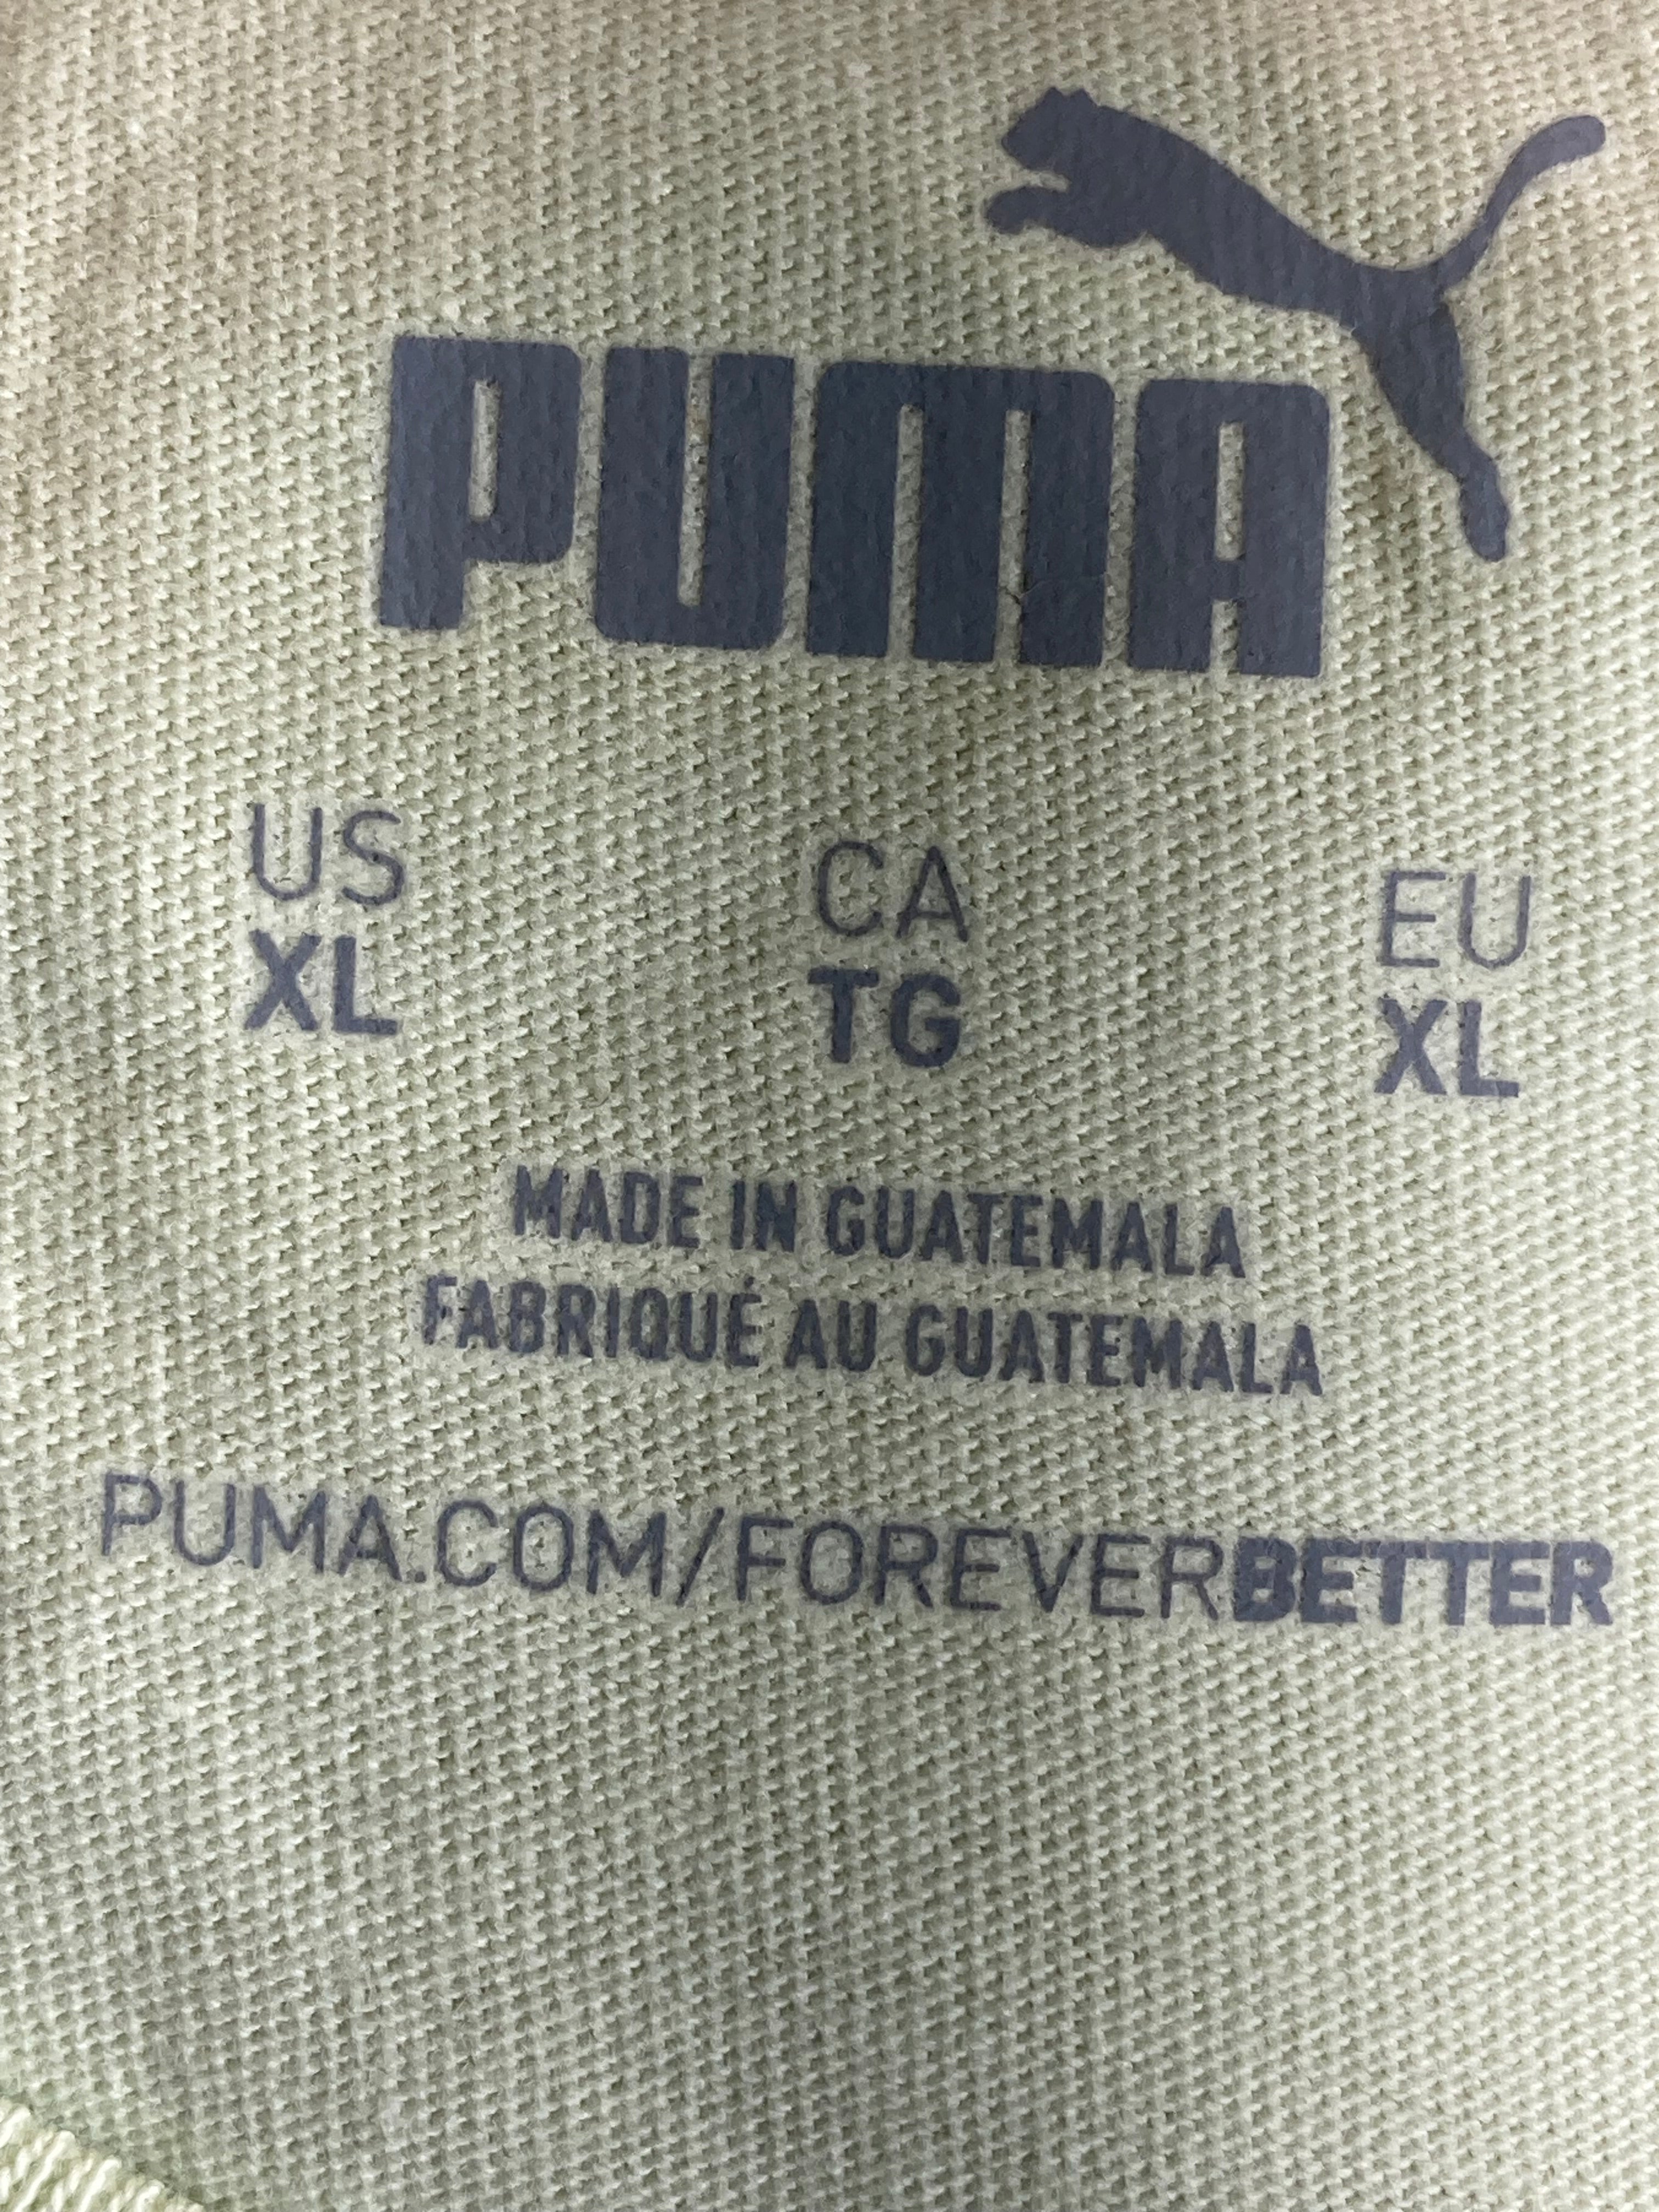 PUMA
US CA EU
XL TG XL
MADE IN GUATEMALA
FABRIQUÉ AU GUATEMALA
PUMA.COM/FOREVERBETTER